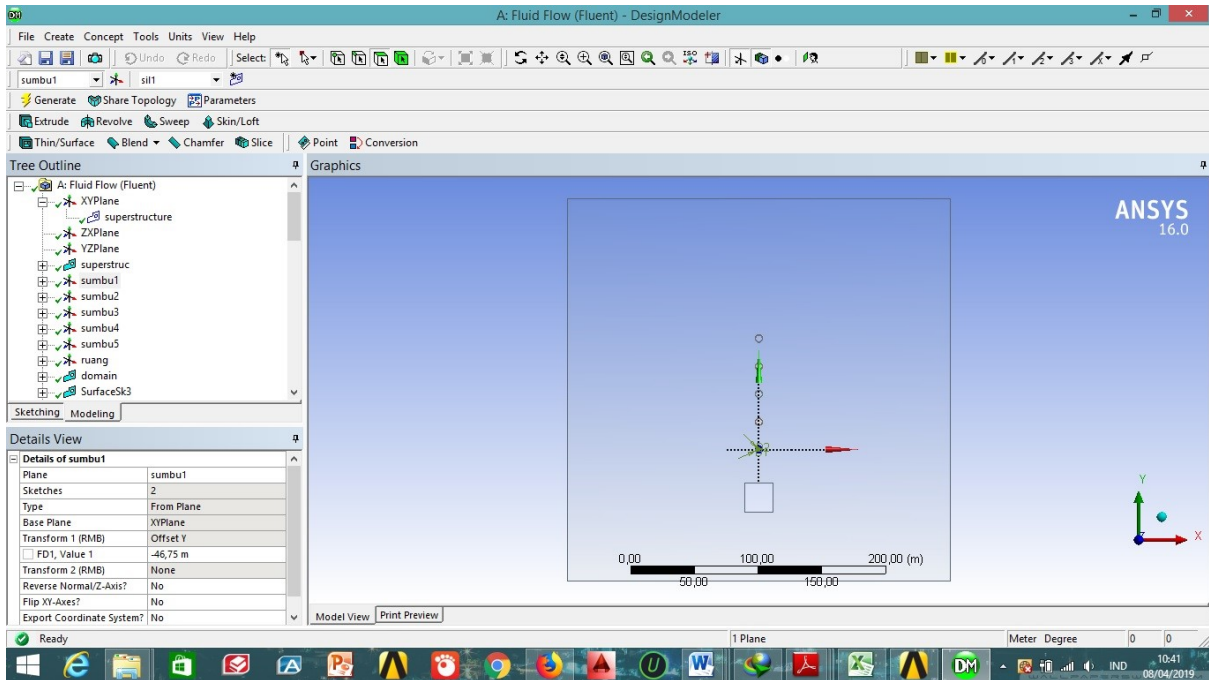 A: Fluid Flow (Fluent) - DesignModeler
File Create Concept Tools Units View Help
Undo Redo Select:
sumbu1 sil1
Generate Share Topology Parameters
Extrude Revolve Sweep Skin/Loft
Thin/Surface Blend Chamfer Slice Point Conversion
Tree Outline
A: Fluid Flow (Fluent)
XYPlane
superstructure
ZXPlane
YZPlane
superstruc
sumbu1
sumbu2
sumbu3
sumbu4
sumbu5
ruang
domain
SurfaceSk3
Sketching Modeling
Details View
Details of sumbu1
Plane sumbu1
Sketches 2
Type From Plane
Base Plane XYPlane
Transform 1 (RMB) Offset Y
FD1, Value 1 -46,75 m
Transform 2 (RMB) None
Reverse Normal/Z-Axis? No
Flip XY-Axes? No
Export Coordinate System? No
Graphics
ANSYS
16.0
Y
X
0,00 100,00 200,00 (m)
50,00 150,00
Model View Print Preview
Ready 1 Plane Meter Degree 0 0
DM IND 10:41
08/04/2019